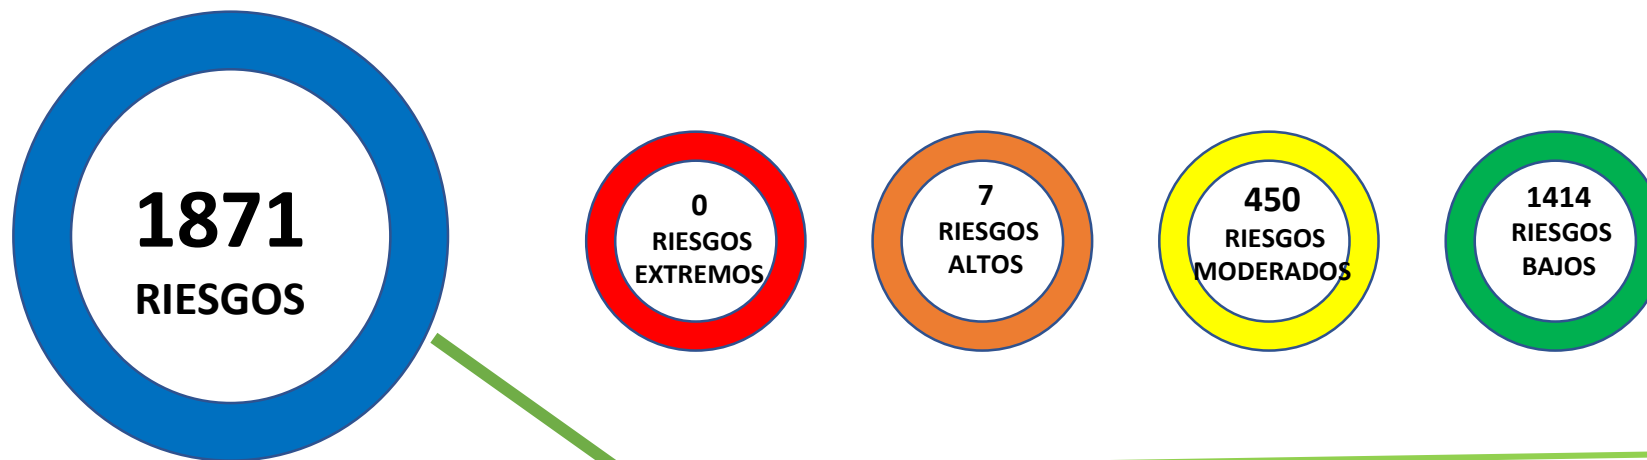 1871
RIESGOS
0
RIESGOS
EXTREMOS
7
RIESGOS
ALTOS
450
RIESGOS
MODERADOS
1414
RIESGOS
BAJOS